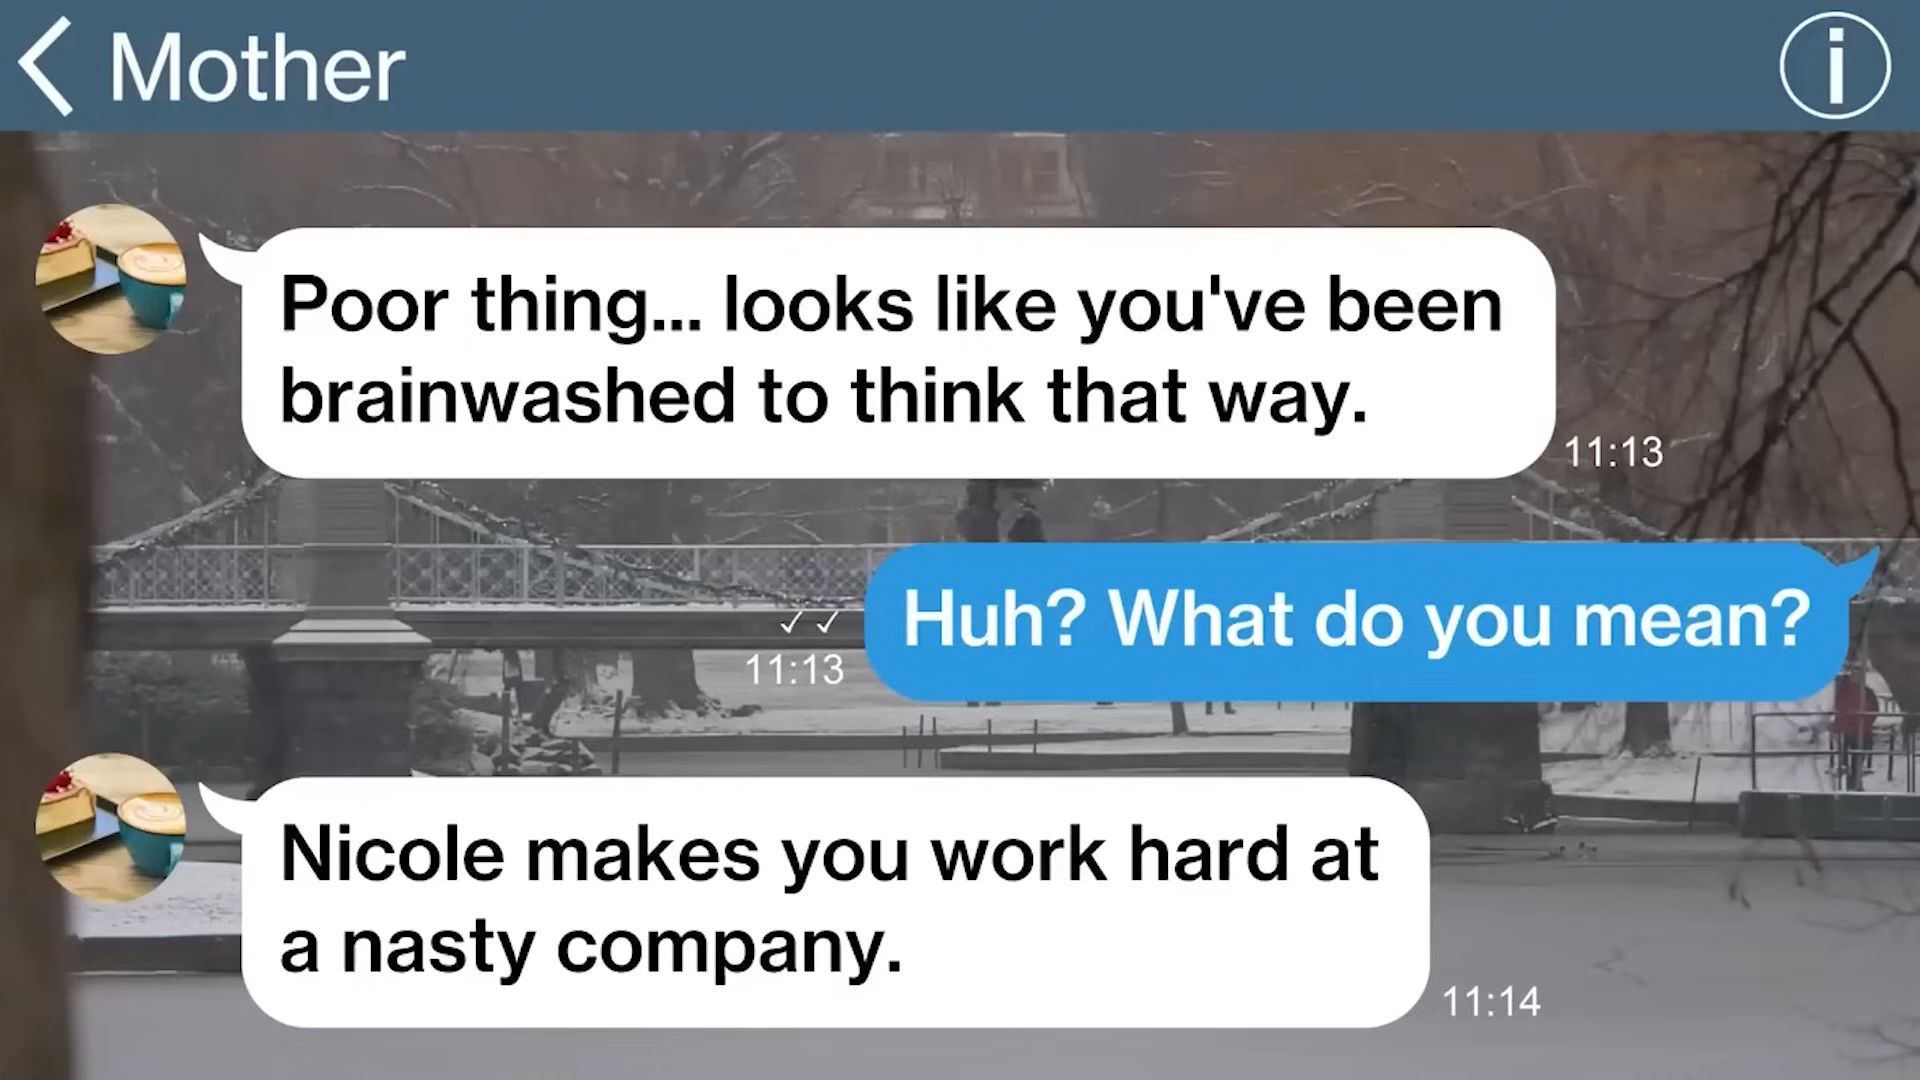 Mother
Poor thing... looks like you've been
brainwashed to think that way.
11:13
Huh? What do you mean?
11:13
Nicole makes you work hard at
a nasty company.
11:14